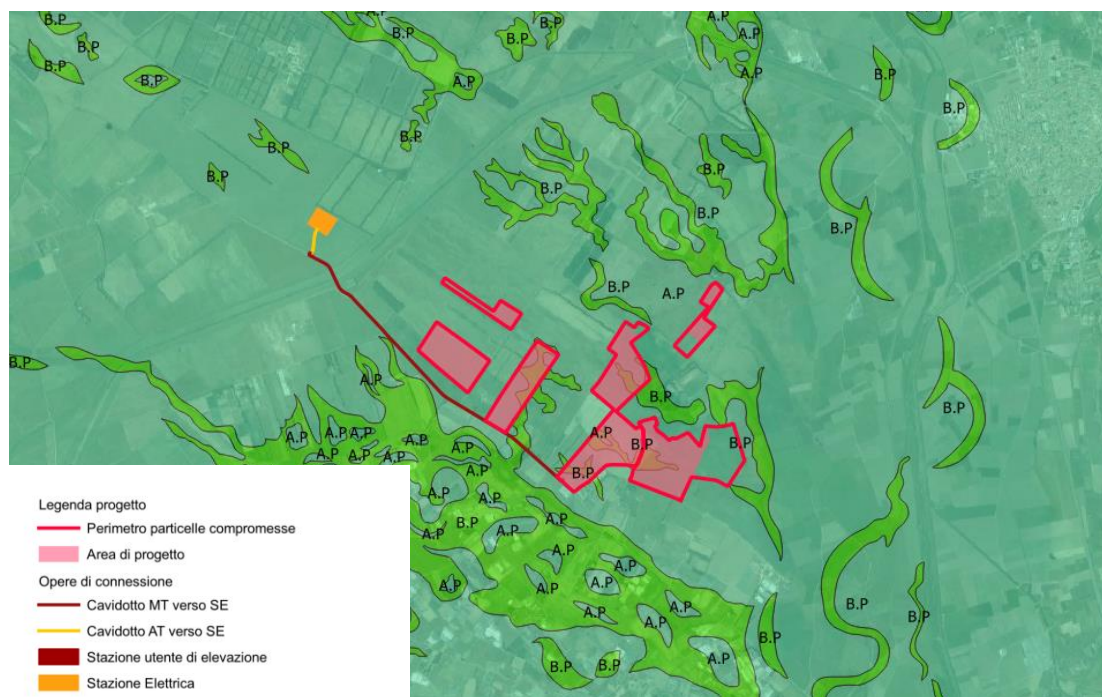 A.P
A.P
B.P
B.P
B.P
A.P
B.P
B.P
B.P
A.P
B.P
B.P
A.P
B.P
B.P
B.P
B.P
B.P
B.P
B.P
B.P
B.P
A.P
B.P
A.P
B.P
B.P
A.P
A.P
A.P
A.P
A.P
B.P
B.P
A.P
A.P
A.P
A.P
A.P
B.P
A.P
A.P
B.P
A.P
A.P
A.P
A.P
A.P
A.P
A.P
A.P
B.P
A.P
A.P
B.P
A.P
B.P
B.P
A.P
B.P
B.P
Legenda progetto
Perimetro particelle compromesse
Area di progetto
Opere di connessione
Cavidotto MT verso SE
Cavidotto AT verso SE
Stazione utente di elevazione
Stazione Elettrica